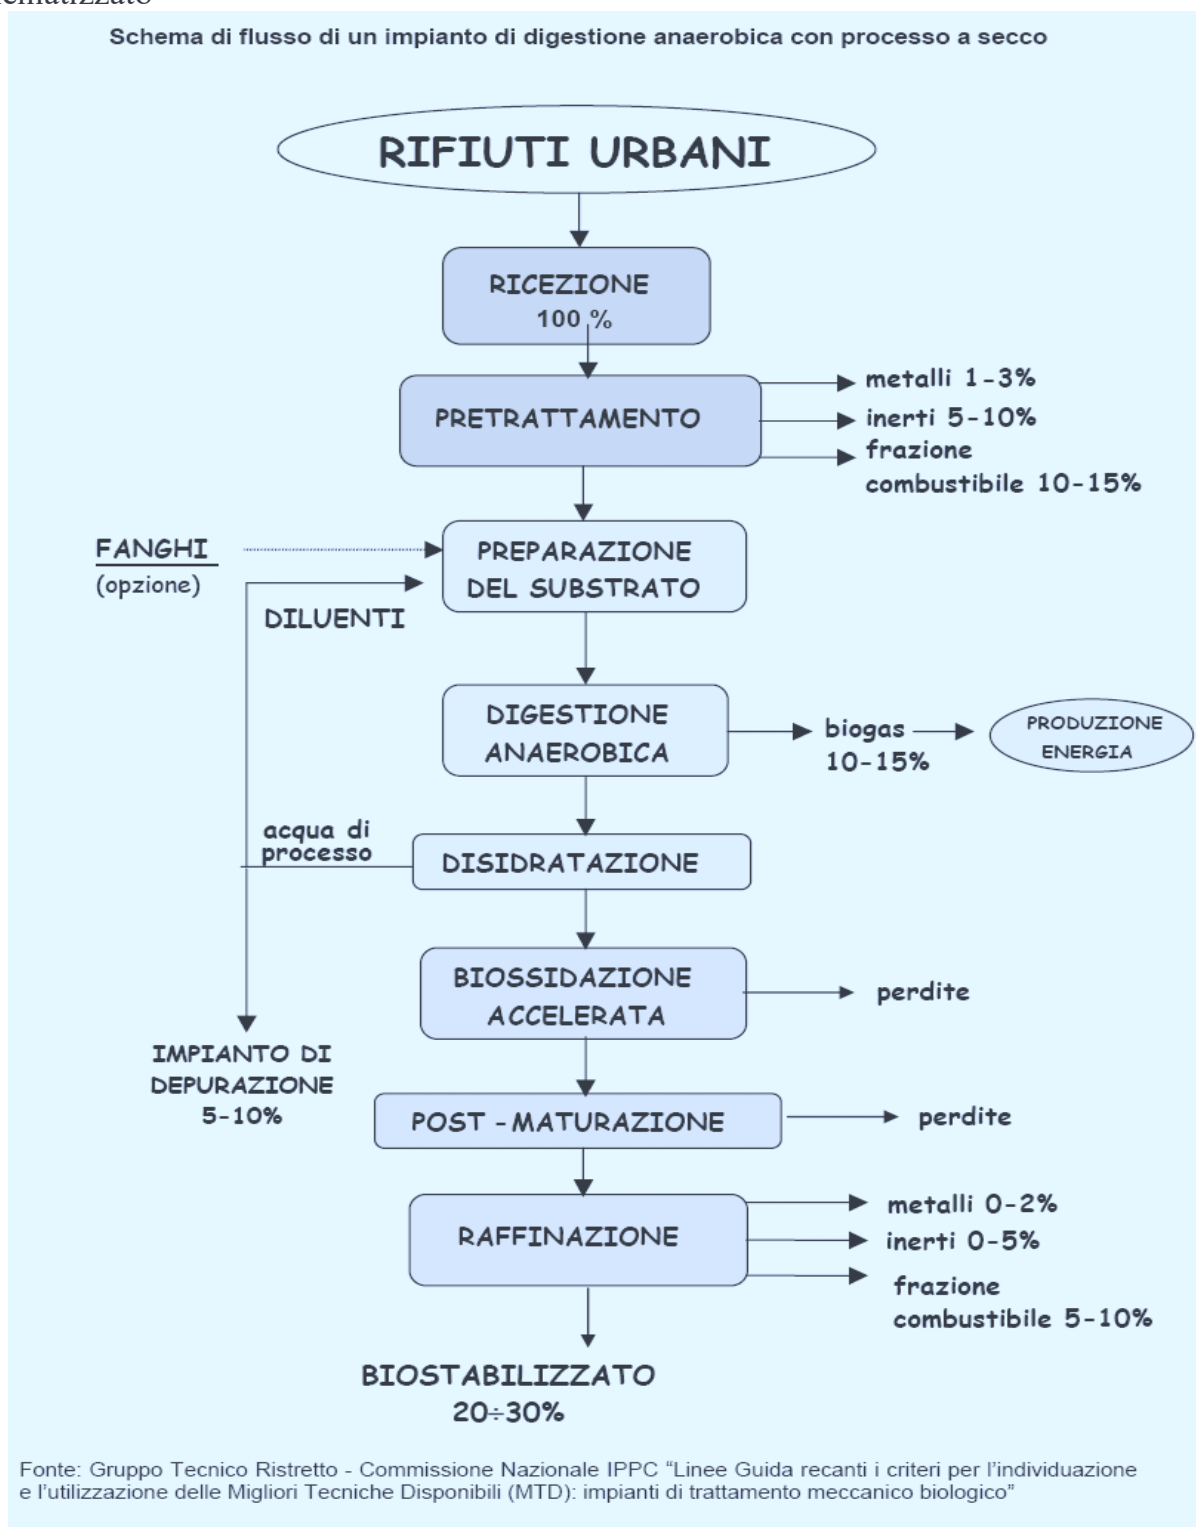 Schema di flusso di un impianto di digestione anaerobica con processo a secco
RIFIUTI URBANI
RICEZIONE
100 %
PRETRATTAMENTO
metalli 1-3%
inerti 5-10%
frazione
combustibile 10-15%
FANGHI
(opzione)
PREPARAZIONE
DEL SUBSTRATO
DILUENTI
DIGESTIONE
ANAEROBICA
biogas
10-15%
PRODUZIONE
ENERGIA
acqua di
processo
DISIDRATAZIONE
BIOSSIDAZIONE
ACCELERATA
perdite
IMPIANTO DI
DEPURAZIONE
5-10%
POST -MATURAZIONE
perdite
RAFFINAZIONE
metalli 0-2%
inerti 0-5%
frazione
combustibile 5-10%
BIOSTABILIZZATO
20÷30%
Fonte: Gruppo Tecnico Ristretto - Commissione Nazionale IPPC “Linee Guida recanti i criteri per l’individuazione
e l’utilizzazione delle Migliori Tecniche Disponibili (MTD): impianti di trattamento meccanico biologico”